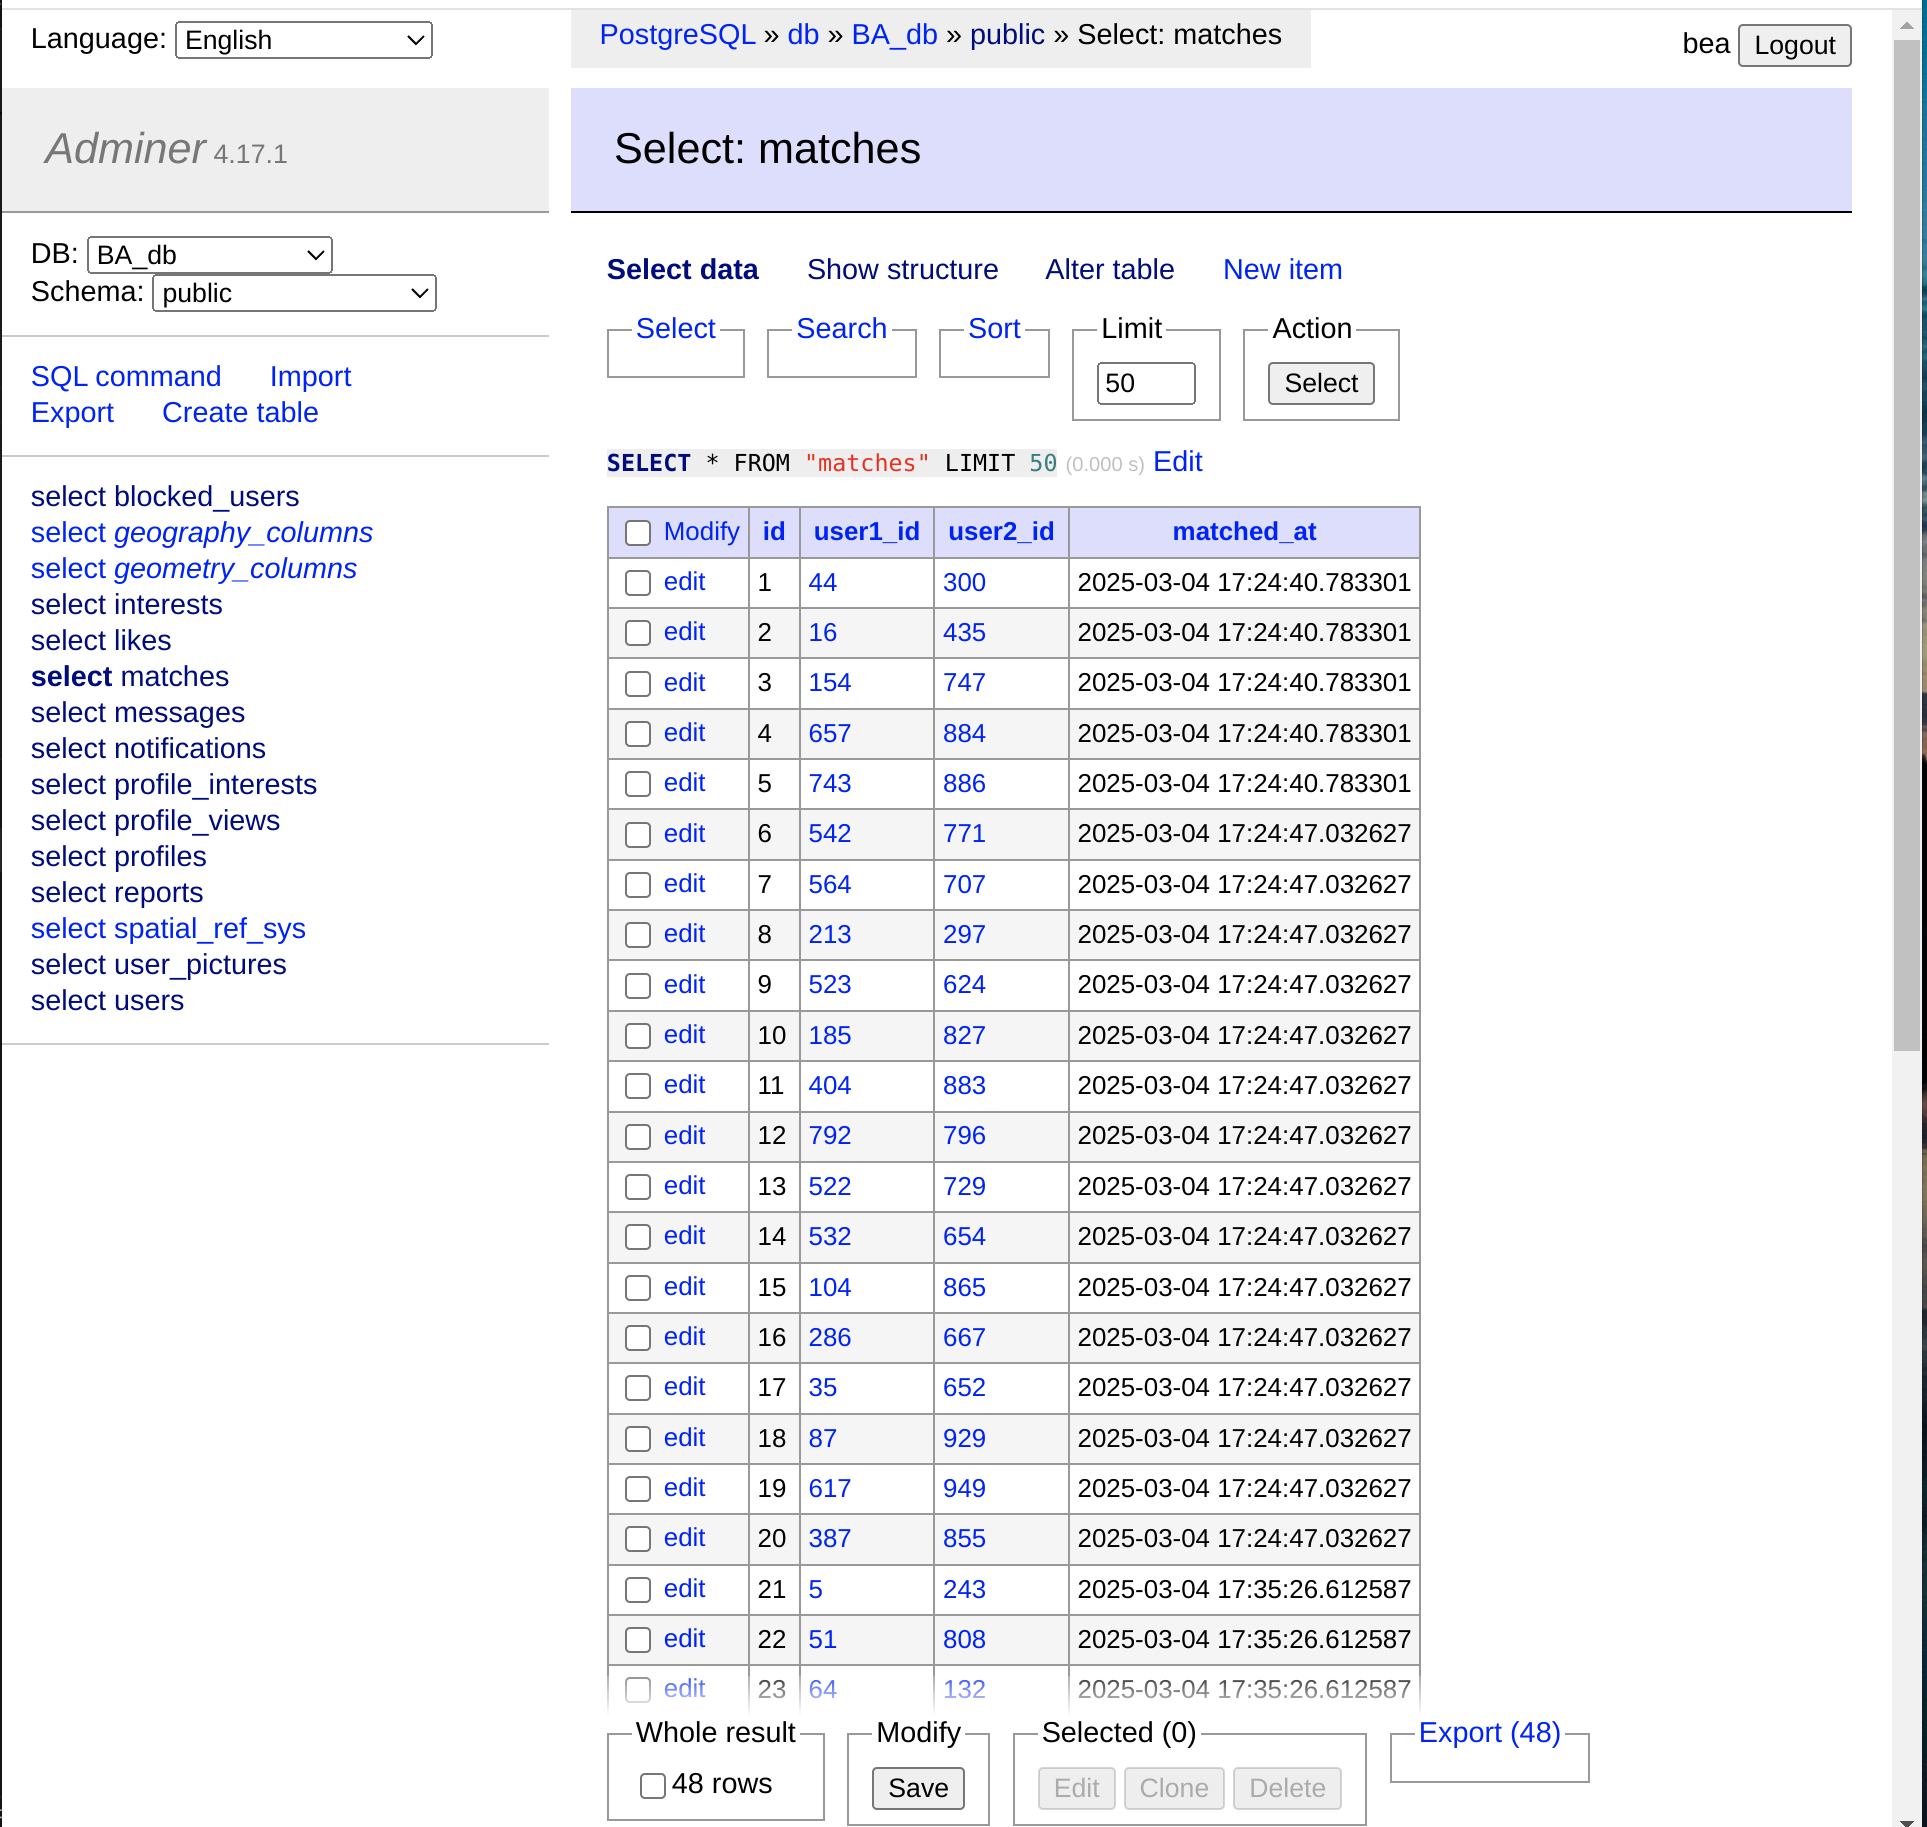 Language: English
PostgreSQL » db » BA_db » public » Select: matches
bea Logout
Adminer 4.17.1
Select: matches
DB: BA_db
Schema: public
SQL command Import
Export Create table
select blocked_users
select geography_columns
select geometry_columns
select interests
select likes
select matches
select messages
select notifications
select profile_interests
select profile_views
select profiles
select reports
select spatial_ref_sys
select user_pictures
select users
Select data Show structure Alter table New item
Select Search Sort Limit Action
50 Select
SELECT * FROM "matches" LIMIT 50 (0.000 s) Edit
Modify id user1_id user2_id matched_at
edit 1 44 300 2025-03-04 17:24:40.783301
edit 2 16 435 2025-03-04 17:24:40.783301
edit 3 154 747 2025-03-04 17:24:40.783301
edit 4 657 884 2025-03-04 17:24:40.783301
edit 5 743 886 2025-03-04 17:24:40.783301
edit 6 542 771 2025-03-04 17:24:47.032627
edit 7 564 707 2025-03-04 17:24:47.032627
edit 8 213 297 2025-03-04 17:24:47.032627
edit 9 523 624 2025-03-04 17:24:47.032627
edit 10 185 827 2025-03-04 17:24:47.032627
edit 11 404 883 2025-03-04 17:24:47.032627
edit 12 792 796 2025-03-04 17:24:47.032627
edit 13 522 729 2025-03-04 17:24:47.032627
edit 14 532 654 2025-03-04 17:24:47.032627
edit 15 104 865 2025-03-04 17:24:47.032627
edit 16 286 667 2025-03-04 17:24:47.032627
edit 17 35 652 2025-03-04 17:24:47.032627
edit 18 87 929 2025-03-04 17:24:47.032627
edit 19 617 949 2025-03-04 17:24:47.032627
edit 20 387 855 2025-03-04 17:24:47.032627
edit 21 5 243 2025-03-04 17:35:26.612587
edit 22 51 808 2025-03-04 17:35:26.612587
edit 23 64 132 2025-03-04 17:35:26.612587
Whole result Modify Selected (0) Export (48)
48 rows Save Edit Clone Delete